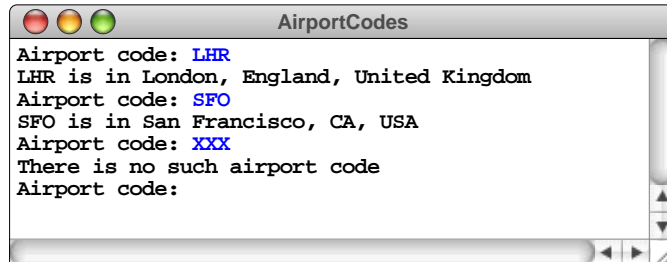 AirportCodes
Airport code: LHR
LHR is in London, England, United Kingdom
Airport code: SFO
SFO is in San Francisco, CA, USA
Airport code: XXX
There is no such airport code
Airport code: